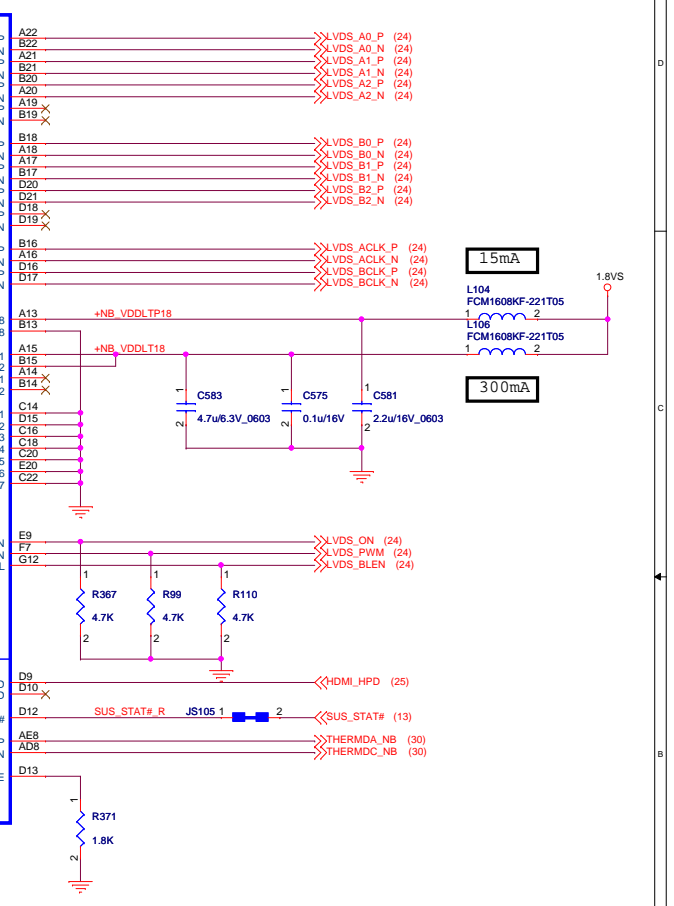 A22 LVDS_A0_P (24)
B22 LVDS_A0_N (24)
A21 LVDS_A1_P (24)
B21 LVDS_A1_N (24)
B20 LVDS_A2_P (24)
A20 LVDS_A2_N (24)
A19
B19
D
B18 LVDS_B0_P (24)
A18 LVDS_B0_N (24)
A17 LVDS_B1_P (24)
B17 LVDS_B1_N (24)
D20 LVDS_B2_P (24)
D21 LVDS_B2_N (24)
D18
D19
B16 LVDS_ACLK_P (24)
A16 LVDS_ACLK_N (24)
D16 LVDS_BCLK_P (24)
D17 LVDS_BCLK_N (24)
15mA
1.8VS
L104
FCM1608KF-221T05
A13 +NB_VDDLTP18 1 2
B13
L106
FCM1608KF-221T05
A15 +NB_VDDLT18 1 2
B15
A14
B14
300mA
1 C583 1 C575 1 C581
2 4.7u/6.3V_0603 2 0.1u/16V 2 2.2u/16V_0603
C
C14
D15
C16
C18
C20
E20
C22
E9 LVDS_ON (24)
F7 LVDS_PWM (24)
G12 LVDS_BLEN (24)
1 1 1
R367 R99 R110
4.7K 4.7K 4.7K
2 2 2
D9 HDMI_HPD (25)
D10
D12 SUS_STAT#_R JS105 1 2 SUS_STAT# (13)
AE8 THERMDA_NB (30)
AD8 THERMDC_NB (30)
B
D13
1
R371
1.8K
2